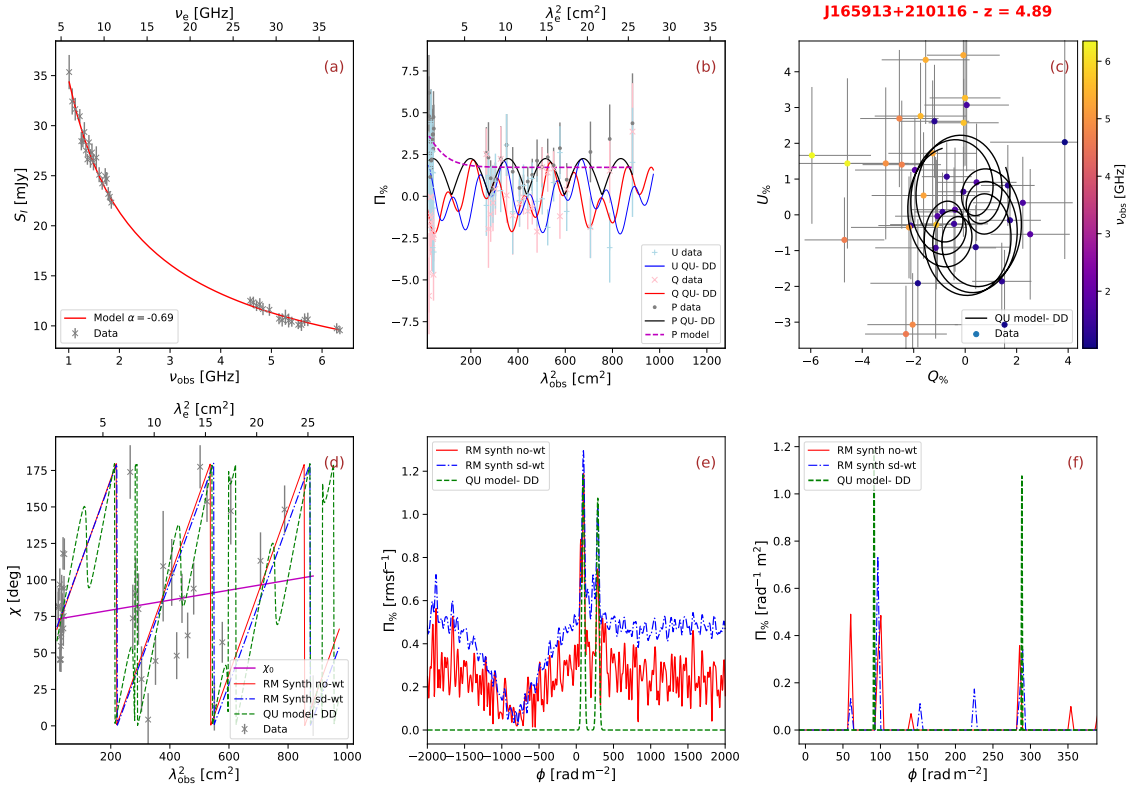 J165913+210116 - z = 4.89
ν_e [GHz]
5 10 15 20 25 30 35
(a)
S_I [mJy]
35 30 25 20 15 10
Model α = -0.69
Data
1 2 3 4 5 6
ν_obs [GHz]
λ_e^2 [cm^2]
0 5 10 15 20 25 30 35
(b)
Π_%
7.5 5.0 2.5 0.0 −2.5 −5.0 −7.5
U data
U QU- DD
Q data
Q QU- DD
P data
P QU- DD
P model
0 200 400 600 800 1000 1200
λ_obs^2 [cm^2]
(c)
U_%
4 3 2 1 0 −1 −2 −3
QU model- DD
Data
−6 −4 −2 0 2 4
Q_%
6 5 4 3 2
ν_obs [GHz]
λ_e^2 [cm^2]
5 10 15 20 25
(d)
χ [deg]
175 150 125 100 75 50 25 0
χ_0
RM Synth no-wt
RM Synth sd-wt
QU model- DD
Data
200 400 600 800 1000
λ_obs^2 [cm^2]
RM synth no-wt
RM synth sd-wt
QU model- DD
(e)
Π_% [rmsf^−1]
1.2 1.0 0.8 0.6 0.4 0.2 0.0
−2000 −1500 −1000 −500 0 500 1000 1500 2000
ϕ [rad m^−2]
RM synth no-wt
RM synth sd-wt
QU model- DD
(f)
Π_% [rad^−1 m^2]
1.2 1.0 0.8 0.6 0.4 0.2 0.0
0 50 100 150 200 250 300 350
ϕ [rad m^−2]